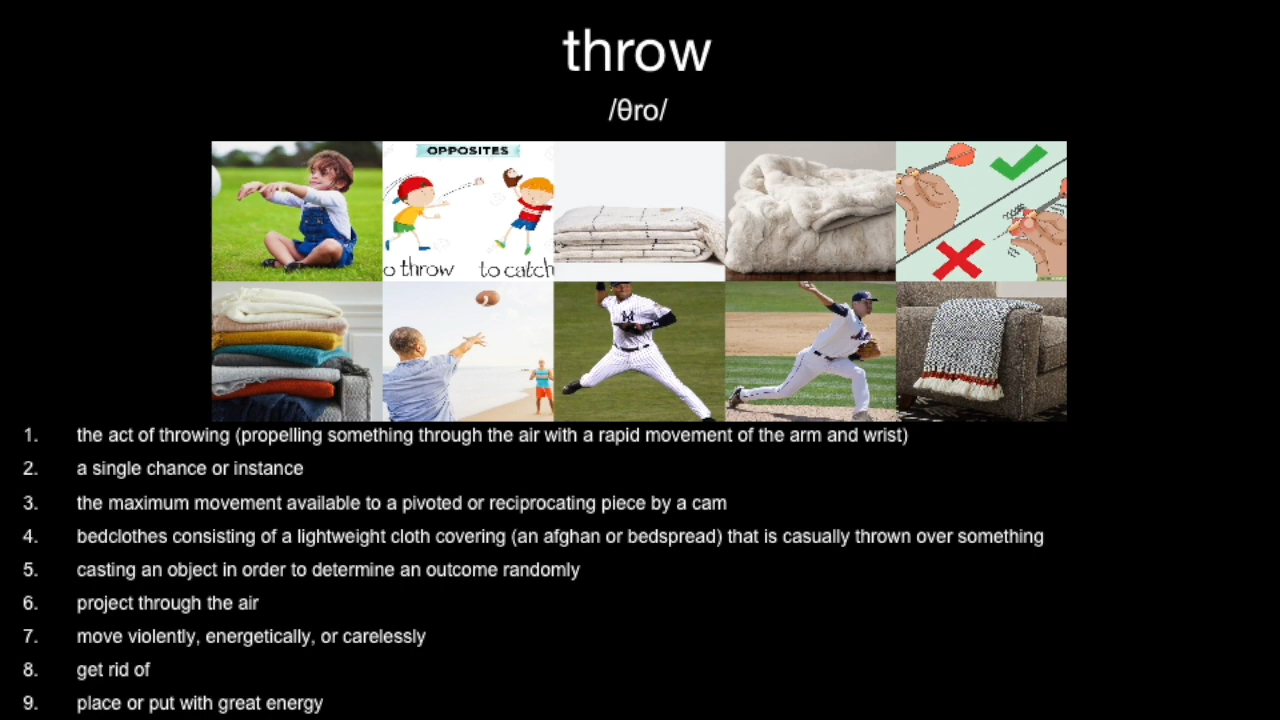 throw
/θro/
OPPOSITES
o throw to catch
1. the act of throwing (propelling something through the air with a rapid movement of the arm and wrist)
2. a single chance or instance
3. the maximum movement available to a pivoted or reciprocating piece by a cam
4. bedclothes consisting of a lightweight cloth covering (an afghan or bedspread) that is casually thrown over something
5. casting an object in order to determine an outcome randomly
6. project through the air
7. move violently, energetically, or carelessly
8. get rid of
9. place or put with great energy